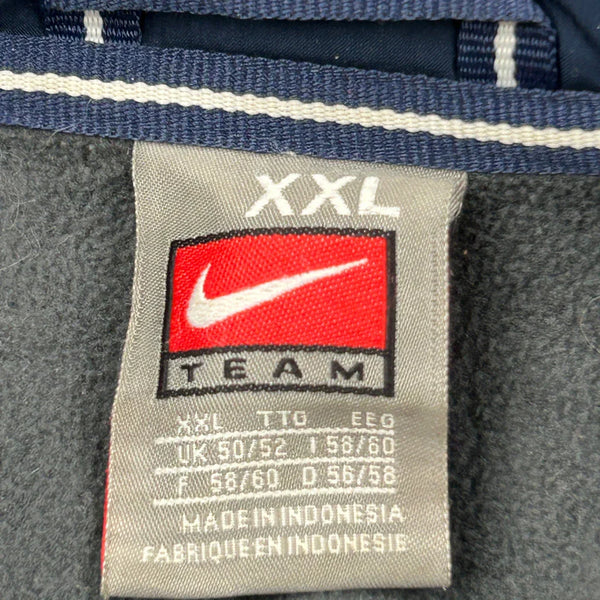 XXL
TEAM
XXL TTG EEG
UK 50/52 I 58/60
F 58/60 D 56/58
MADE IN INDONESIA
FABRIQUE EN INDONESIE